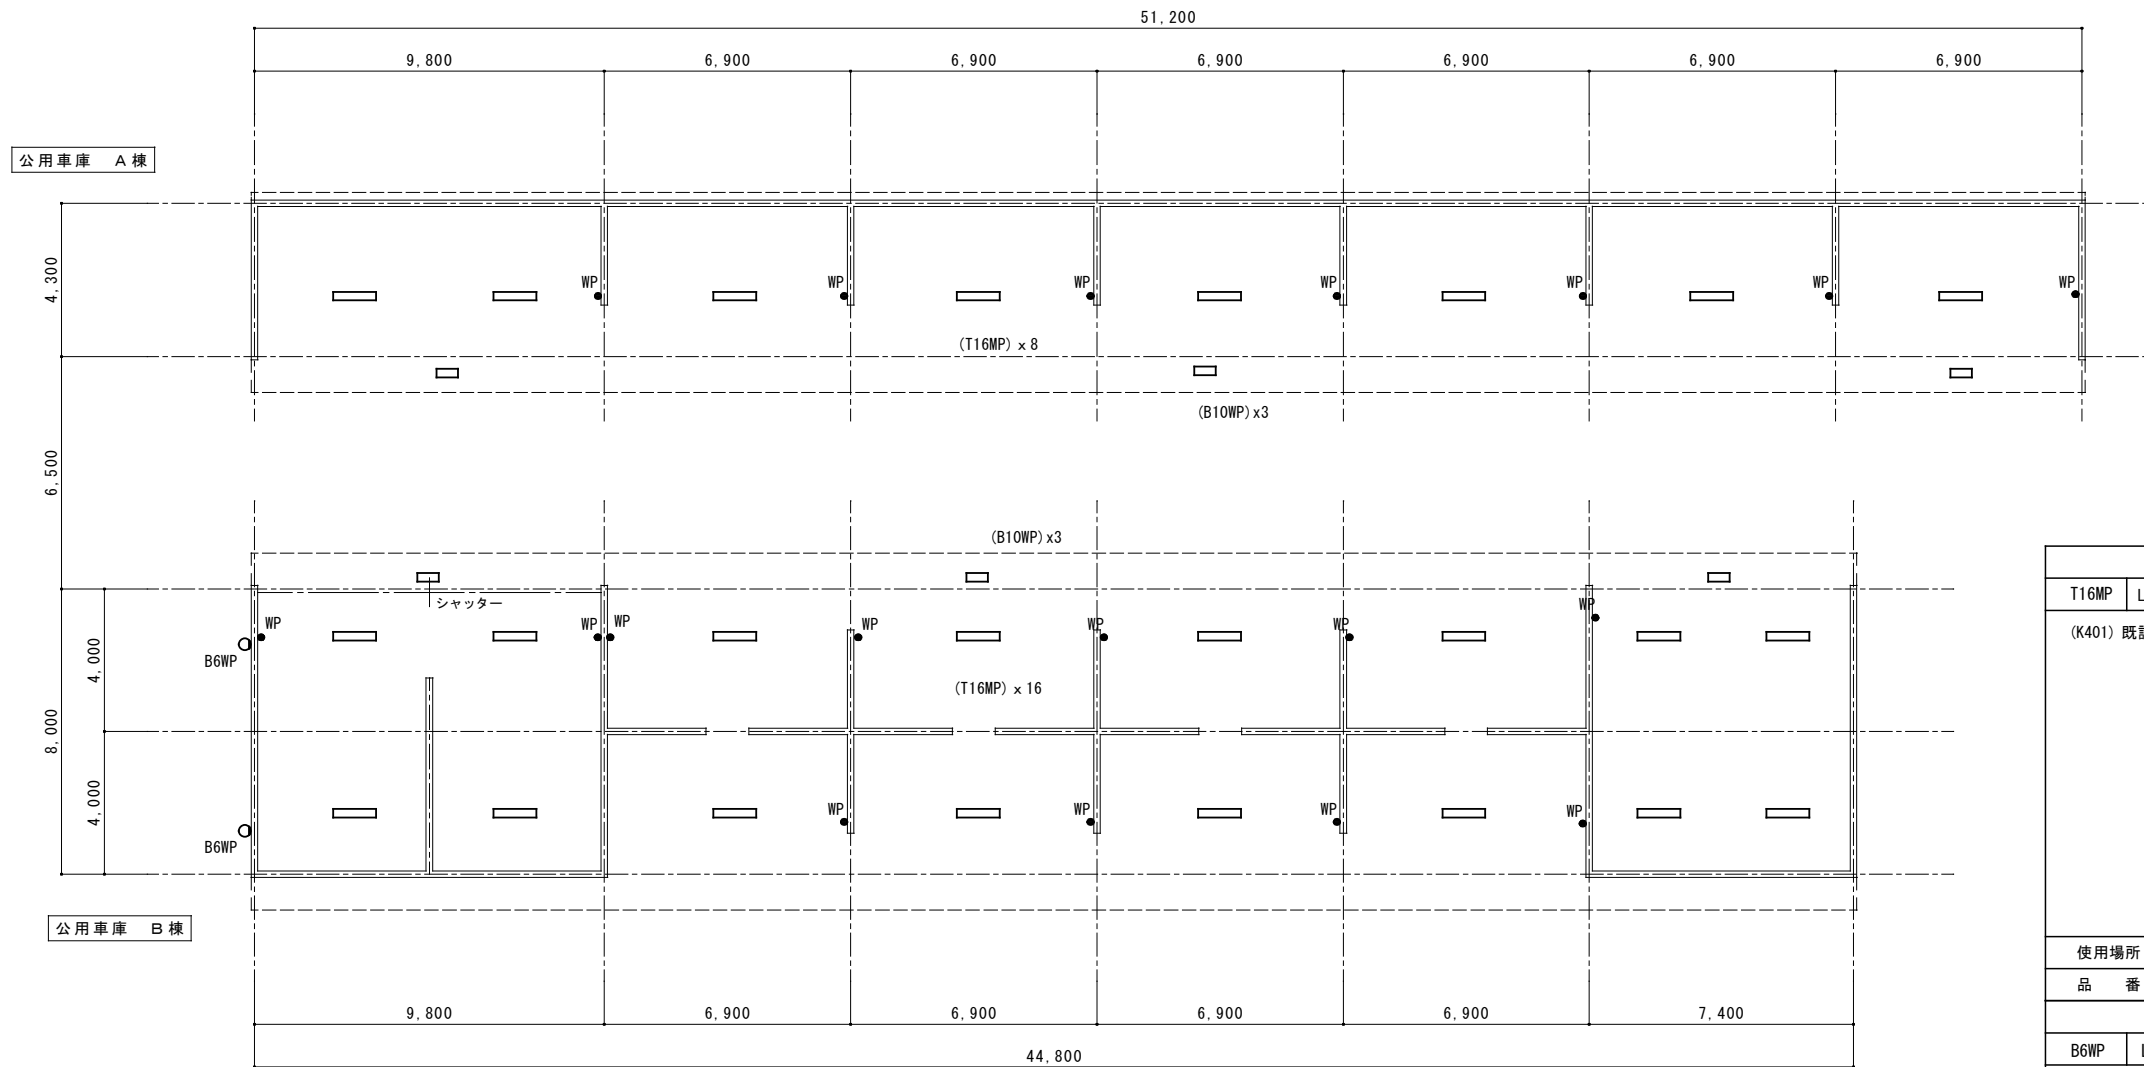 51,200
9,800 6,900 6,900 6,900 6,900 6,900 6,900
公用車庫 A棟
4,300
WP WP WP WP WP WP WP
(T16MP) x 8
(B10WP)x3
6,500
(B10WP)x3
シャッター
WP WP WP WP WP WP WP
B6WP
4,000
(T16MP) x 16
8,000
4,000
WP WP WP WP
B6WP
公用車庫 B棟
9,800 6,900 6,900 6,900 6,900 7,400
44,800
T16MP L
(K401) 既
使用場所
品 番
B6WP